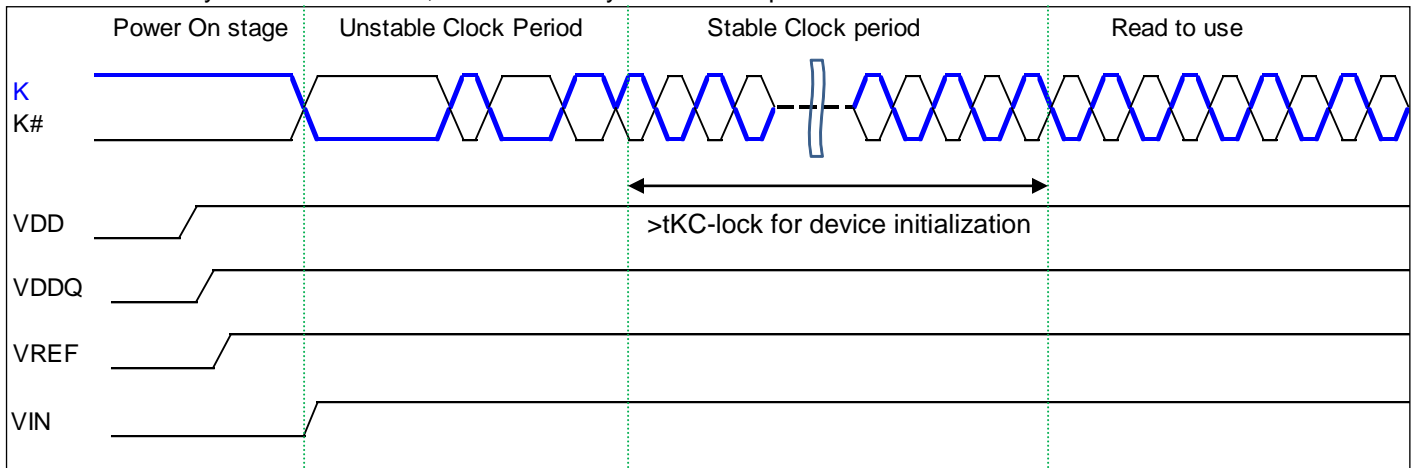 Power On stage Unstable Clock Period Stable Clock period Read to use
K
K#
VDD
>tKC-lock for device initialization
VDDQ
VREF
VIN